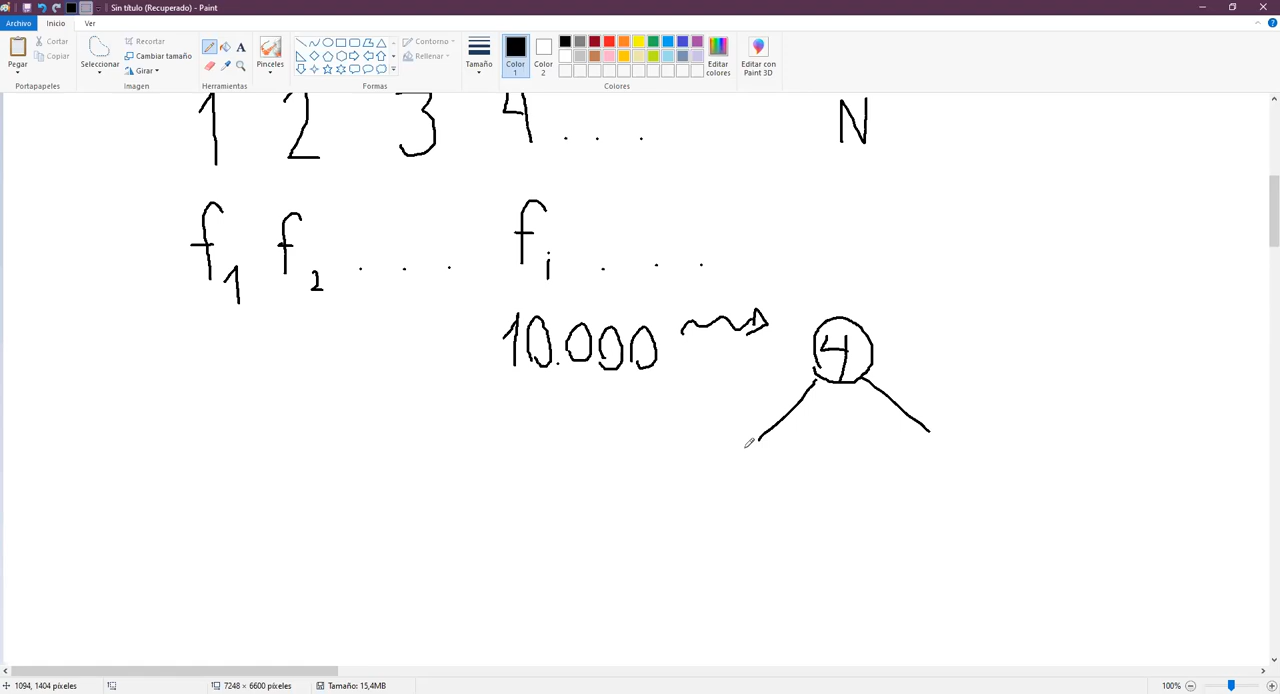 Sin título (Recuperado) - Paint
Archivo Inicio Ver
Pegar
Cortar
Copiar
Portapapeles
Seleccionar
Recortar
Cambiar tamaño
Girar
Imagen
A
Herramientas
Pinceles
Contorno
Rellenar
Formas
Tamaño
Color 1
Color 2
Editar colores
Colores
Editar con Paint 3D
1 2 3 4 . . . N
f1 f2 . . . fi . . .
10.000 4
1094, 1404 píxeles
7248 × 6600 píxeles
Tamaño: 15,4MB
100%